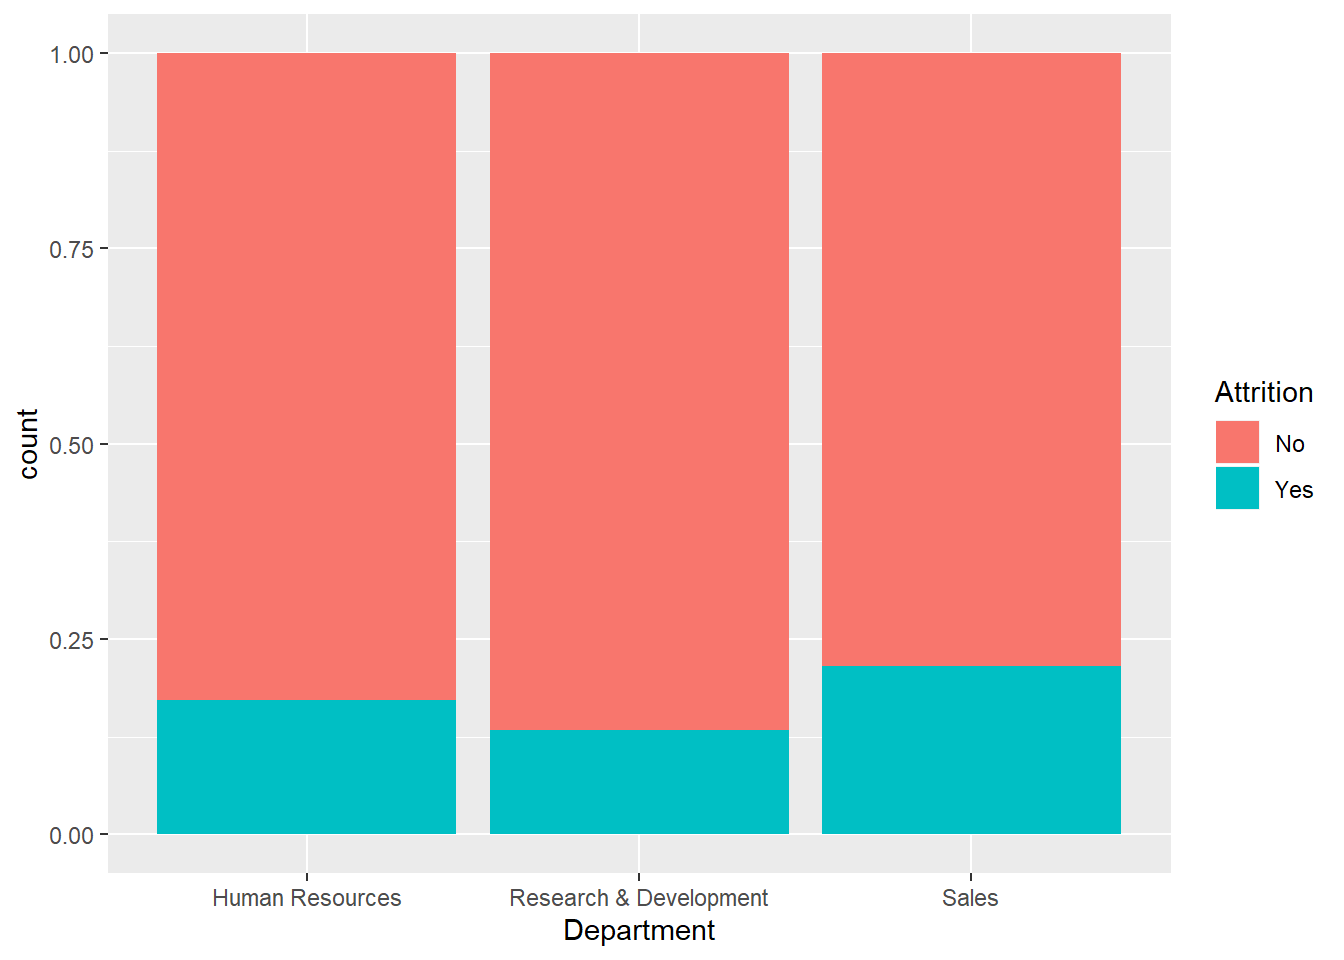 1.00
0.75
0.50
0.25
0.00
count
Human Resources
Research & Development
Sales
Department
Attrition
No
Yes